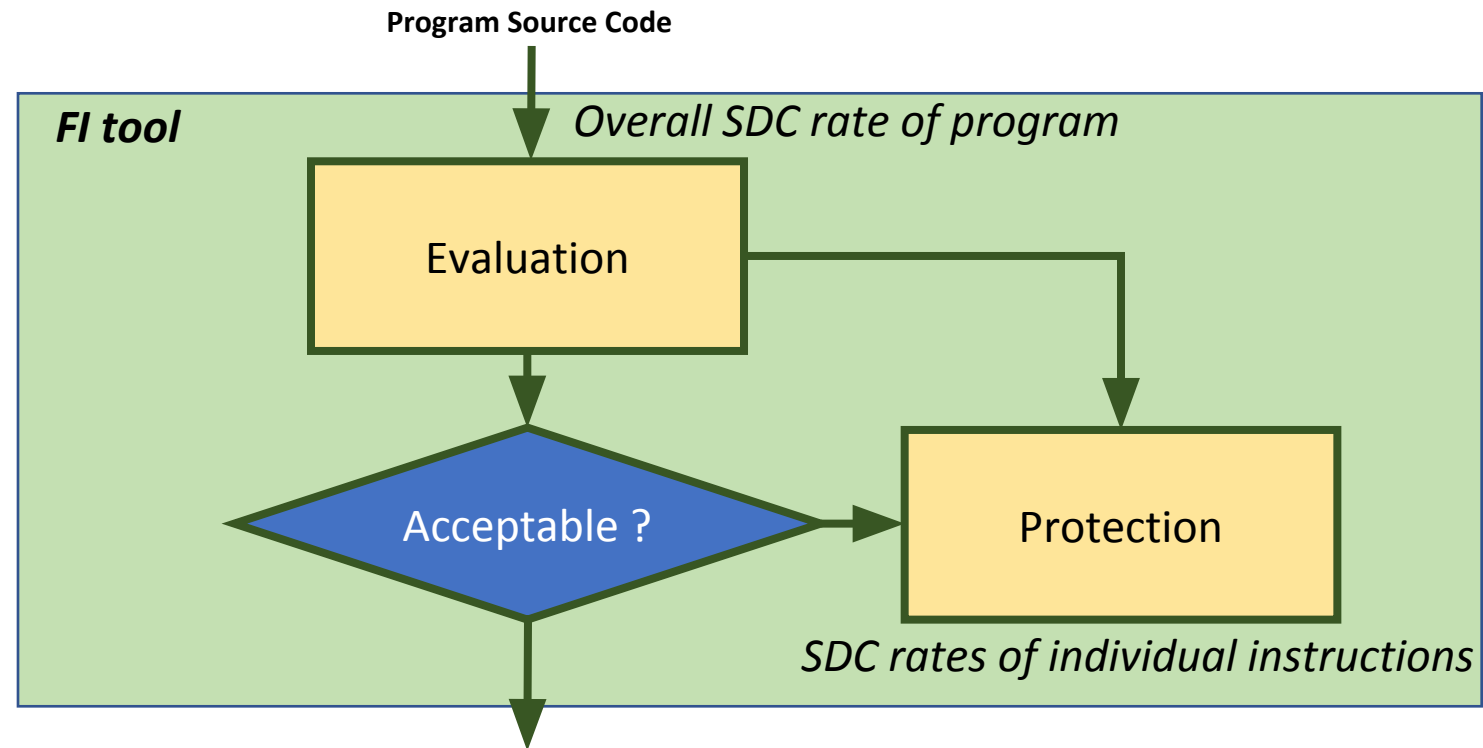 Program Source Code
FI tool
Overall SDC rate of program
Evaluation
Acceptable ?
Protection
SDC rates of individual instructions